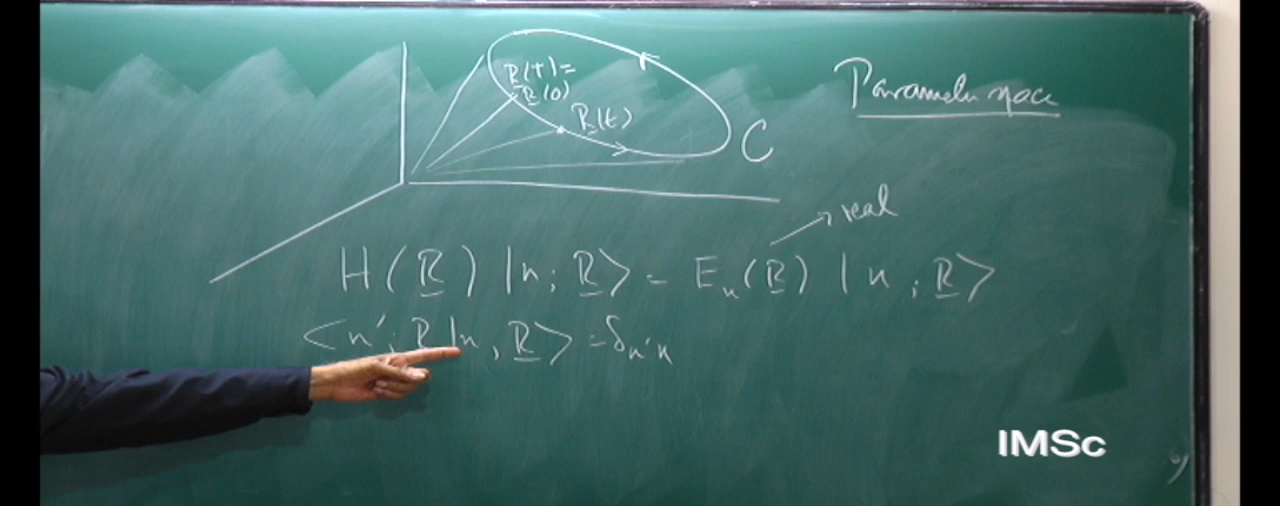 R(T) =
R(0)
R(t)
C
Parameter space
real
H(R) |n; R> = E_n(R) |n; R>
<n'; R|n, R> = δ_n'n
IMSc